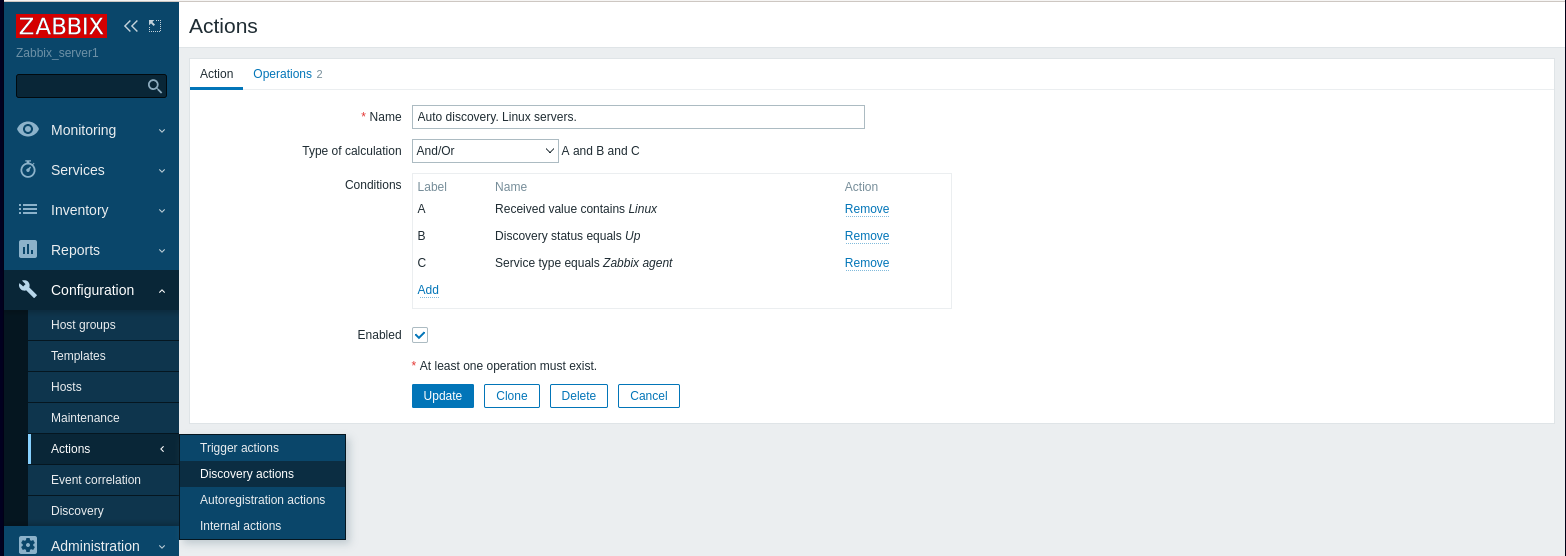 ZABBIX
Zabbix_server1
Monitoring
Services
Inventory
Reports
Configuration
Host groups
Templates
Hosts
Maintenance
Actions
Event correlation
Discovery
Administration
Trigger actions
Discovery actions
Autoregistration actions
Internal actions
Actions
Action Operations 2
* Name Auto discovery. Linux servers.
Type of calculation And/Or A and B and C
Conditions Label Name Action
A Received value contains Linux Remove
B Discovery status equals Up Remove
C Service type equals Zabbix agent Remove
Add
Enabled
* At least one operation must exist.
Update Clone Delete Cancel